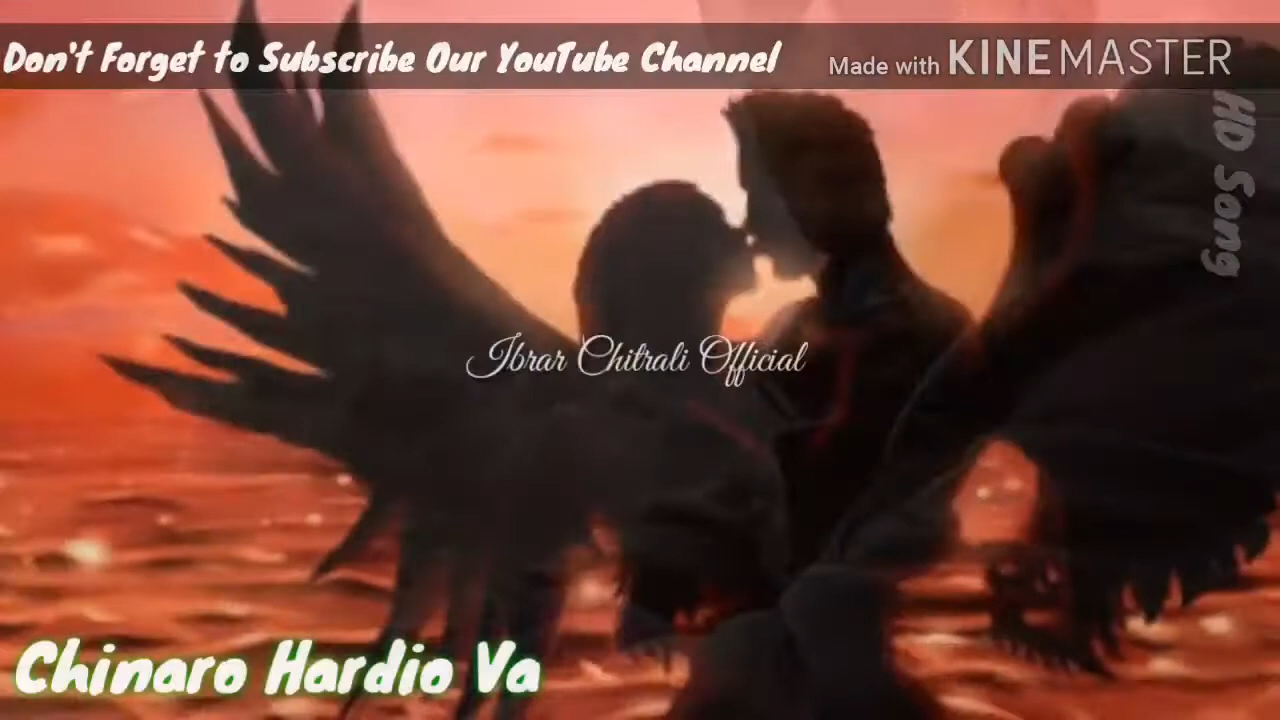 Don't Forget to Subscribe Our YouTube Channel
Made with KINEMASTER
HD Song
Ibrar Chitrali Official
Chinaro Hardio Va